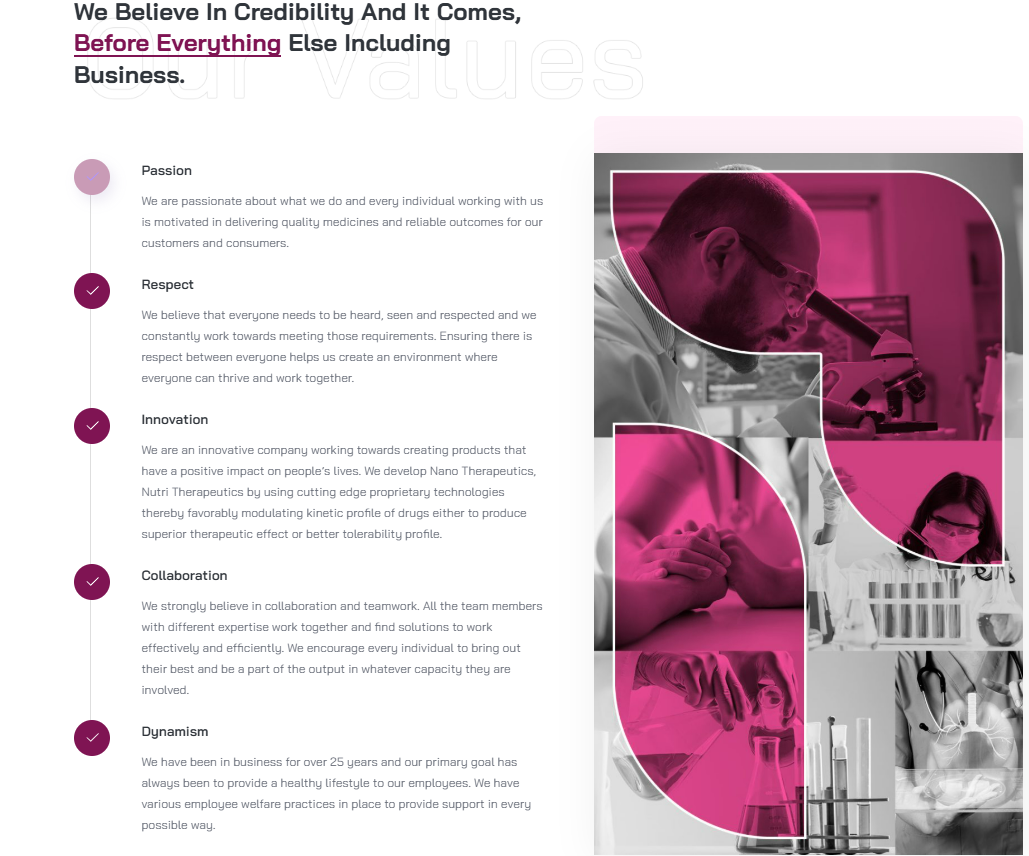 We Believe In Credibility And It Comes,
Before Everything Else Including
Business.
Our Values
Passion
We are passionate about what we do and every individual working with us
is motivated in delivering quality medicines and reliable outcomes for our
customers and consumers.
Respect
We believe that everyone needs to be heard, seen and respected and we
constantly work towards meeting those requirements. Ensuring there is
respect between everyone helps us create an environment where
everyone can thrive and work together.
Innovation
We are an innovative company working towards creating products that
have a positive impact on people’s lives. We develop Nano Therapeutics,
Nutri Therapeutics by using cutting edge proprietary technologies
thereby favorably modulating kinetic profile of drugs either to produce
superior therapeutic effect or better tolerability profile.
Collaboration
We strongly believe in collaboration and teamwork. All the team members
with different expertise work together and find solutions to work
effectively and efficiently. We encourage every individual to bring out
their best and be a part of the output in whatever capacity they are
involved.
Dynamism
We have been in business for over 25 years and our primary goal has
always been to provide a healthy lifestyle to our employees. We have
various employee welfare practices in place to provide support in every
possible way.